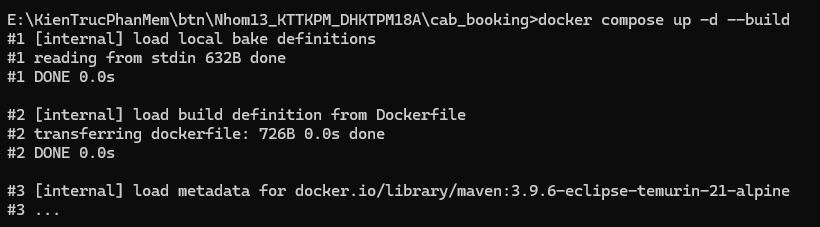 E:\KienTrucPhanMem\btn\Nhom13_KTTKPM_DHKTPM18A\cab_booking>docker compose up -d --build
#1 [internal] load local bake definitions
#1 reading from stdin 632B done
#1 DONE 0.0s
#2 [internal] load build definition from Dockerfile
#2 transferring dockerfile: 726B 0.0s done
#2 DONE 0.0s
#3 [internal] load metadata for docker.io/library/maven:3.9.6-eclipse-temurin-21-alpine
#3 ...